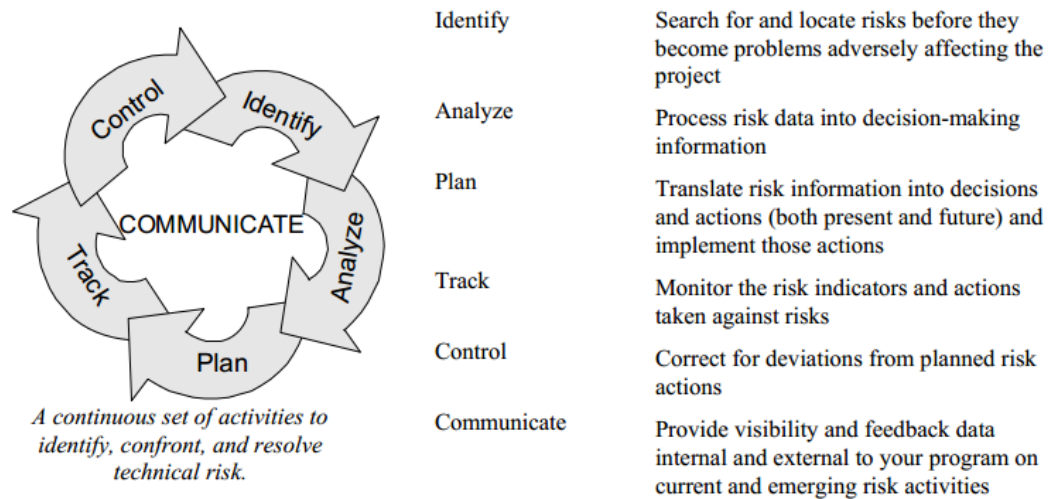 Control
Identify
Analyze
Plan
Track
COMMUNICATE
A continuous set of activities to
identify, confront, and resolve
technical risk.
Identify
Search for and locate risks before they
become problems adversely affecting the
project
Analyze
Process risk data into decision-making
information
Plan
Translate risk information into decisions
and actions (both present and future) and
implement those actions
Track
Monitor the risk indicators and actions
taken against risks
Control
Correct for deviations from planned risk
actions
Communicate
Provide visibility and feedback data
internal and external to your program on
current and emerging risk activities